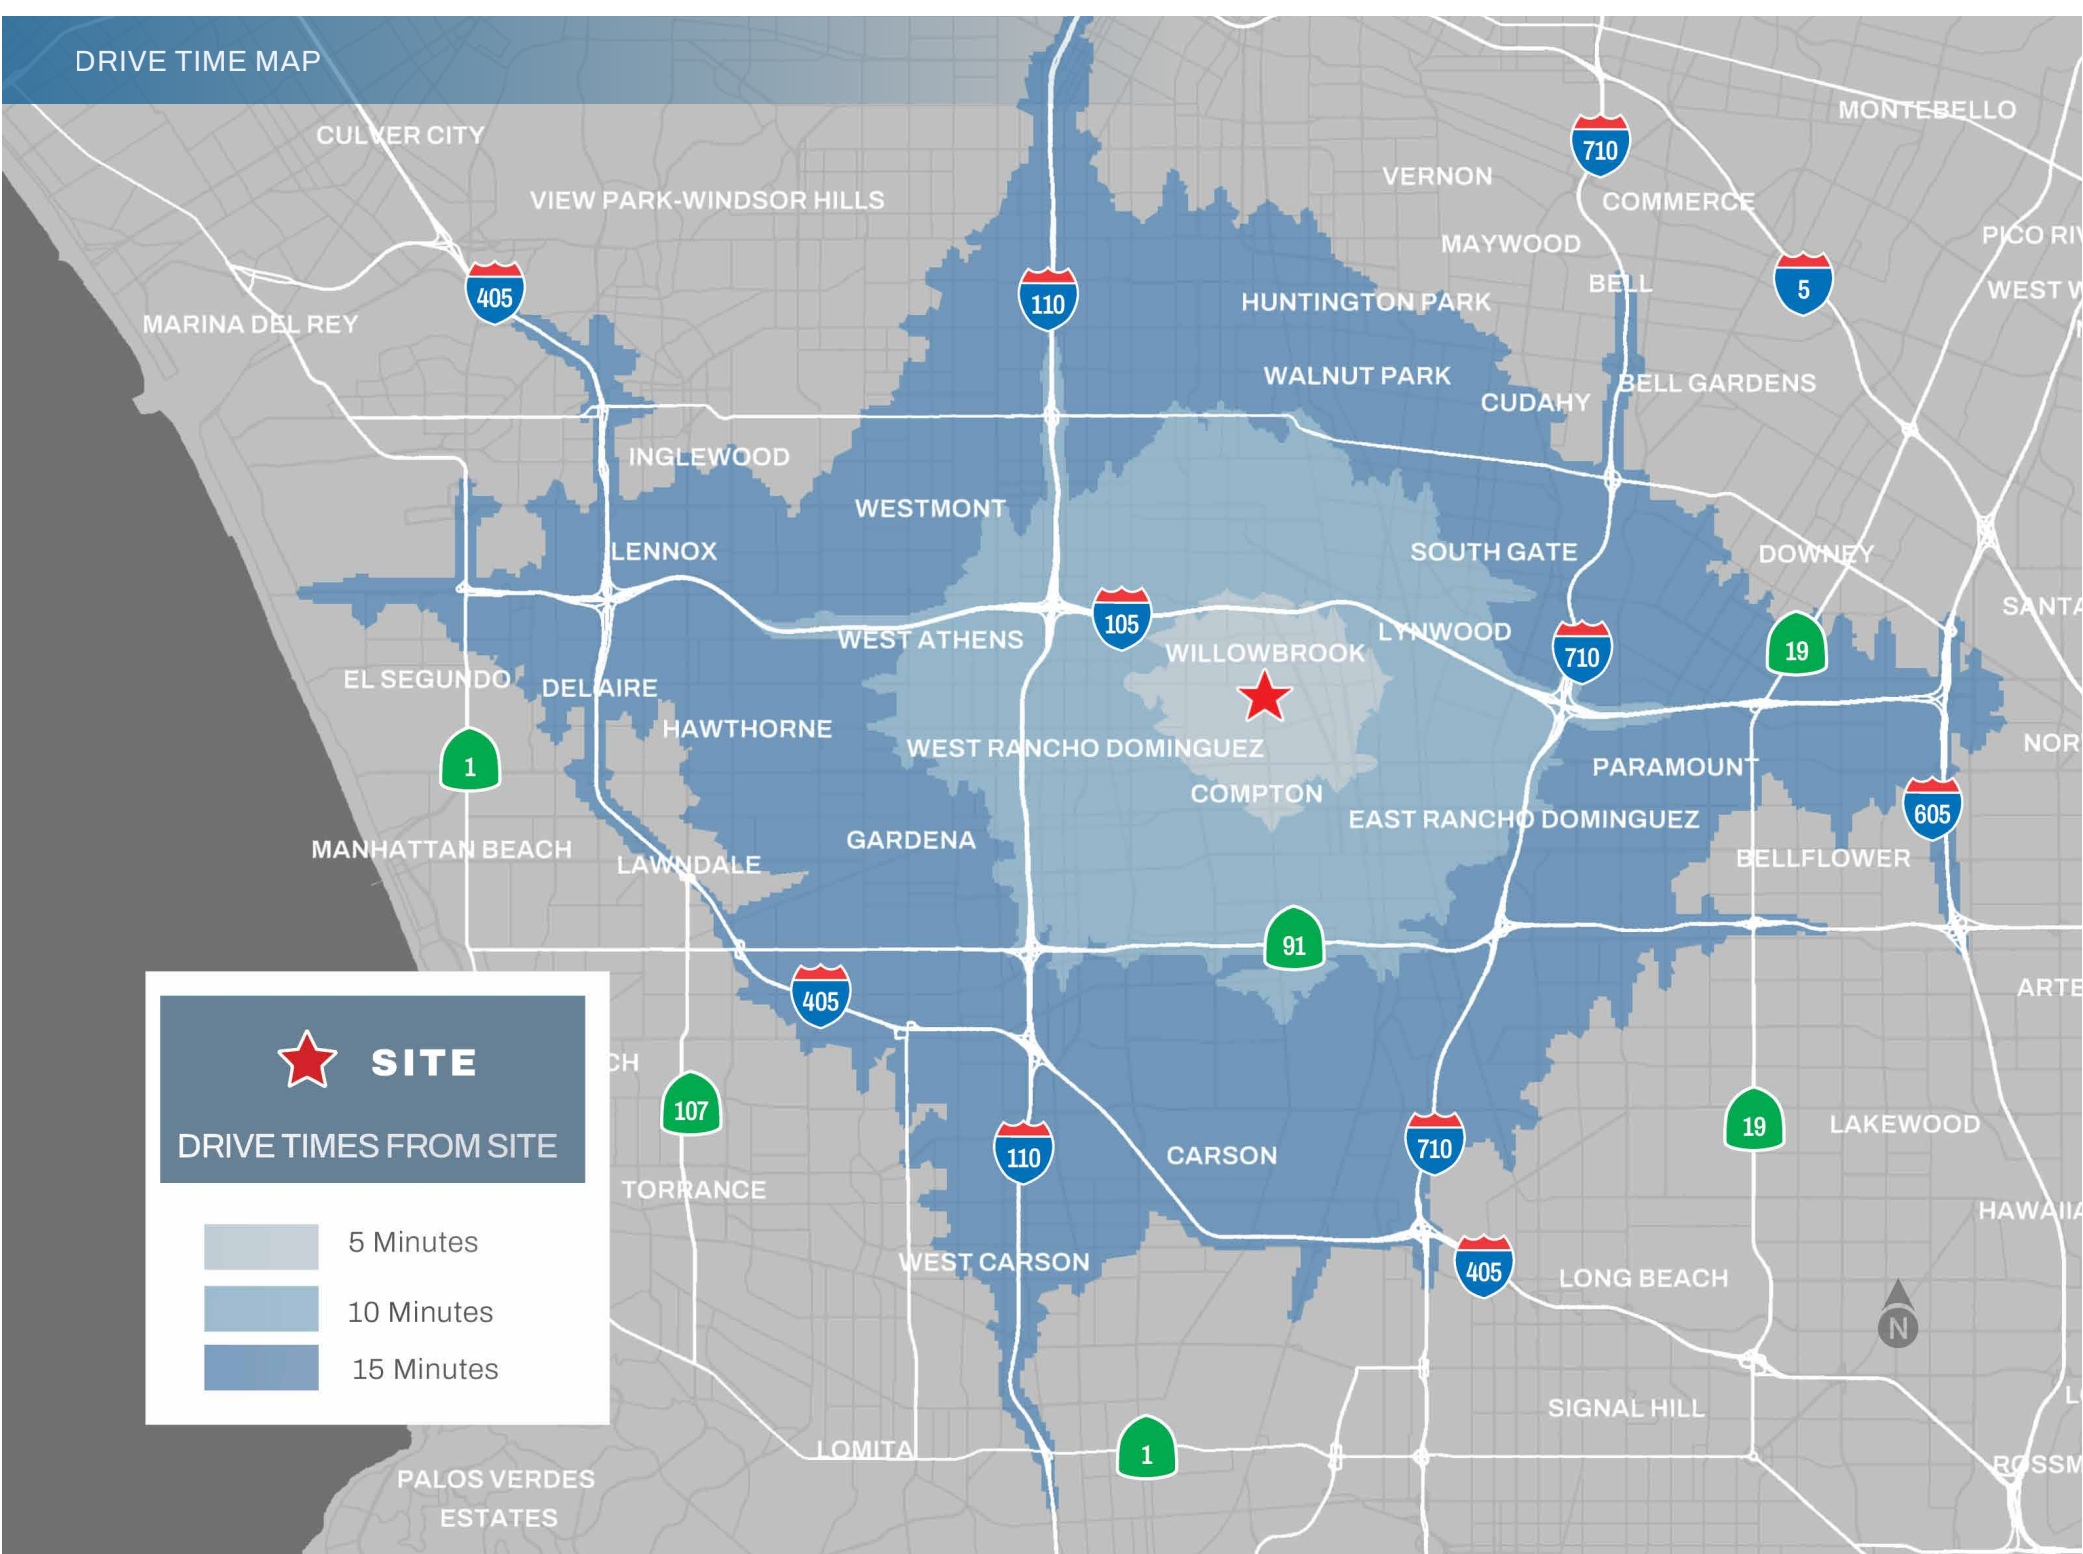 DRIVE TIME MAP
MONTEBELLO
CULVER CITY
710
VERNON
VIEW PARK-WINDSOR HILLS
COMMERCE
PICO RIV
MAYWOOD
BELL
405
110
5
WEST W
HUNTINGTON PARK
MARINA DEL REY
N
WALNUT PARK
BELL GARDENS
CUDAHY
INGLEWOOD
WESTMONT
LENNOX
SOUTH GATE
DOWNEY
SANTA
105
WEST ATHENS
LYNWOOD
WILLOWBROOK
710
19
EL SEGUNDO
DEL AIRE
HAWTHORNE
WEST RANCHO DOMINGUEZ
NOR
1
PARAMOUNT
COMPTON
605
EAST RANCHO DOMINGUEZ
GARDENA
MANHATTAN BEACH
LAWNDALE
BELLFLOWER
91
405
ARTE
SITE
CH
107
19
LAKEWOOD
DRIVE TIMES FROM SITE
110
CARSON
710
TORRANCE
HAWAIIA
5 Minutes
WEST CARSON
405
LONG BEACH
10 Minutes
N
15 Minutes
L
SIGNAL HILL
LOMITA
1
ROSSM
PALOS VERDES
ESTATES